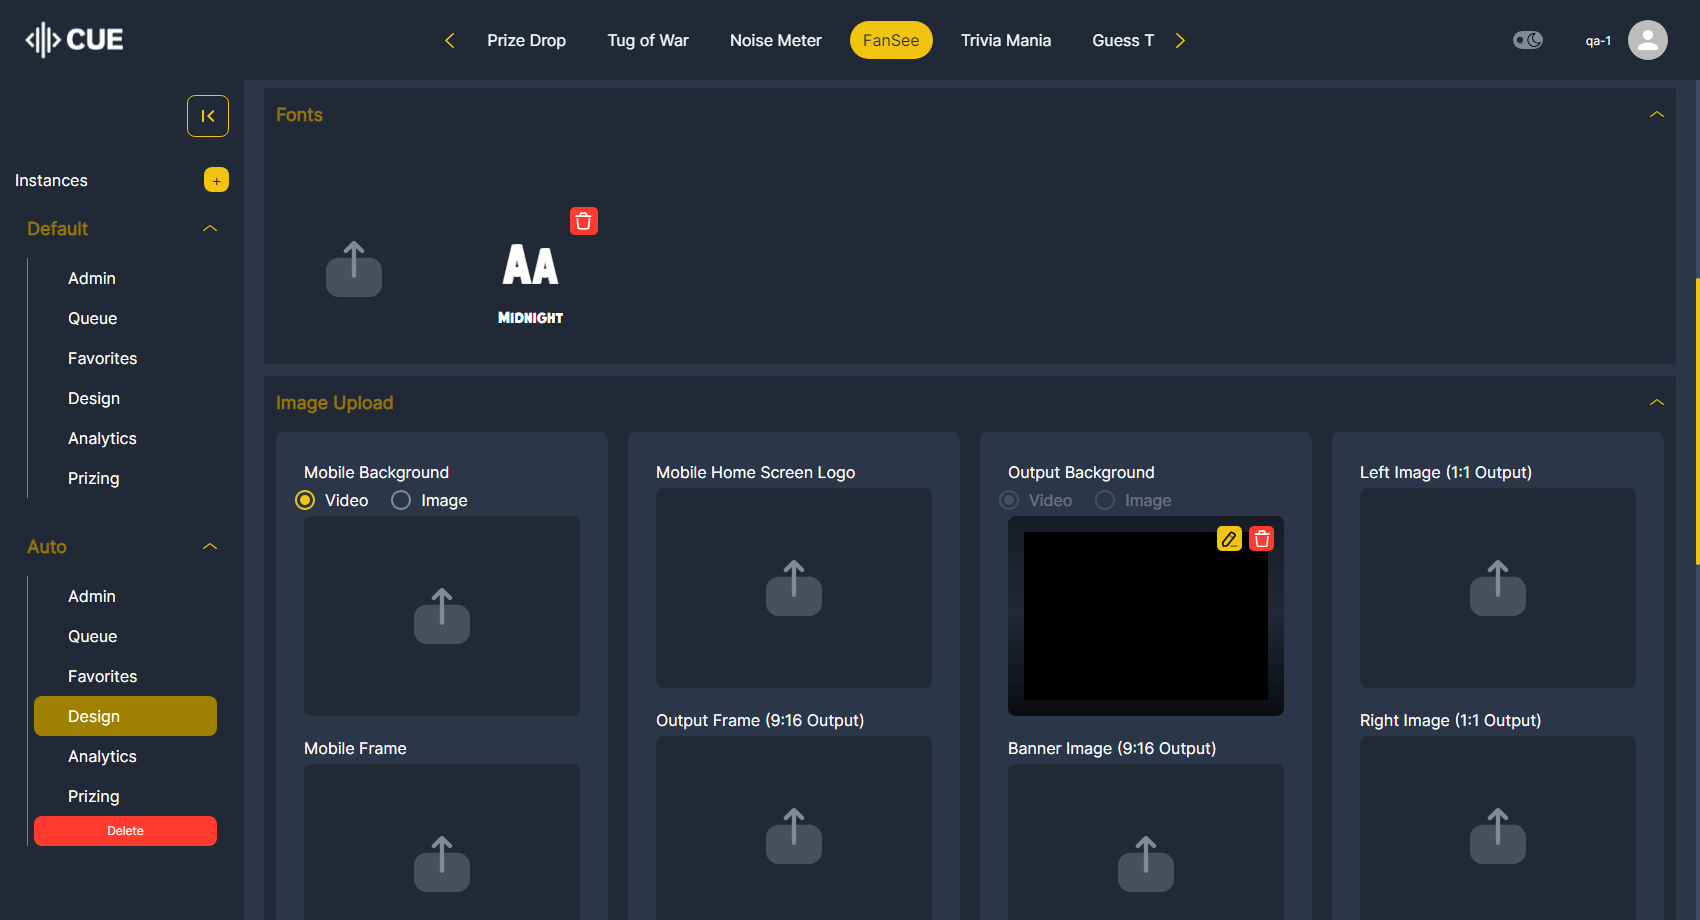 CUE
Prize Drop
Tug of War
Noise Meter
FanSee
Trivia Mania
Guess T
qa-1
Instances
+
Default
Admin
Queue
Favorites
Design
Analytics
Prizing
Auto
Admin
Queue
Favorites
Design
Analytics
Prizing
Delete
Fonts
AA
MIDNIGHT
Image Upload
Mobile Background
Video
Image
Mobile Frame
Mobile Home Screen Logo
Output Frame (9:16 Output)
Output Background
Video
Image
Banner Image (9:16 Output)
Left Image (1:1 Output)
Right Image (1:1 Output)